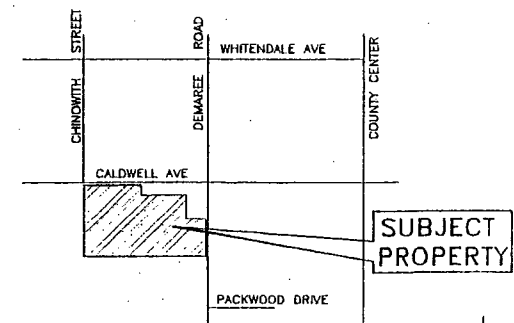 CHINOWITH STREET
DEMAREE ROAD
WHITENDALE AVE
COUNTY CENTER
CALDWELL AVE
SUBJECT
PROPERTY
PACKWOOD DRIVE